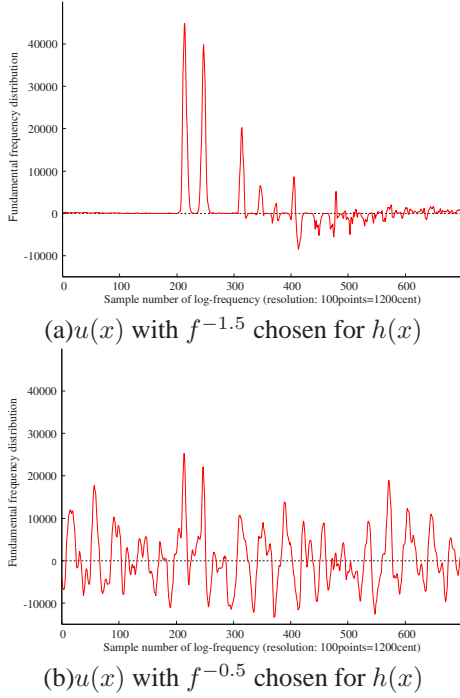 40000
30000
20000
10000
0
-10000
Fundamental frequency distribution
0 100 200 300 400 500 600
Sample number of log-frequency (resolution: 100points=1200cent)
(a)u(x) with f^{-1.5} chosen for h(x)
40000
30000
20000
10000
0
-10000
Fundamental frequency distribution
0 100 200 300 400 500 600
Sample number of log-frequency (resolution: 100points=1200cent)
(b)u(x) with f^{-0.5} chosen for h(x)